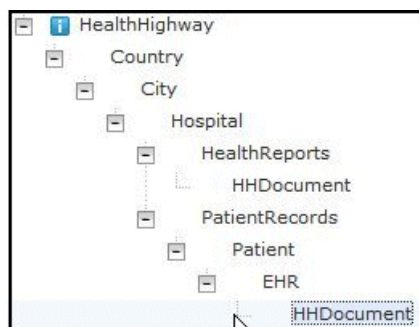 HealthHighway
Country
City
Hospital
HealthReports
HHDocument
PatientRecords
Patient
EHR
HHDocument